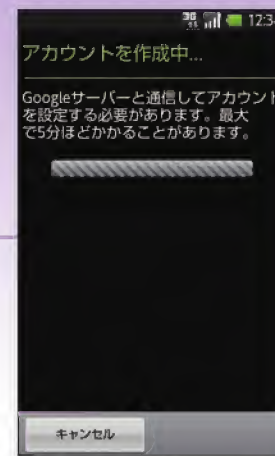 3G 12:34
アカウントを作成中...
Googleサーバーと通信してアカウント
を設定する必要があります。最大
で5分ほどかかることがあります。
キャンセル